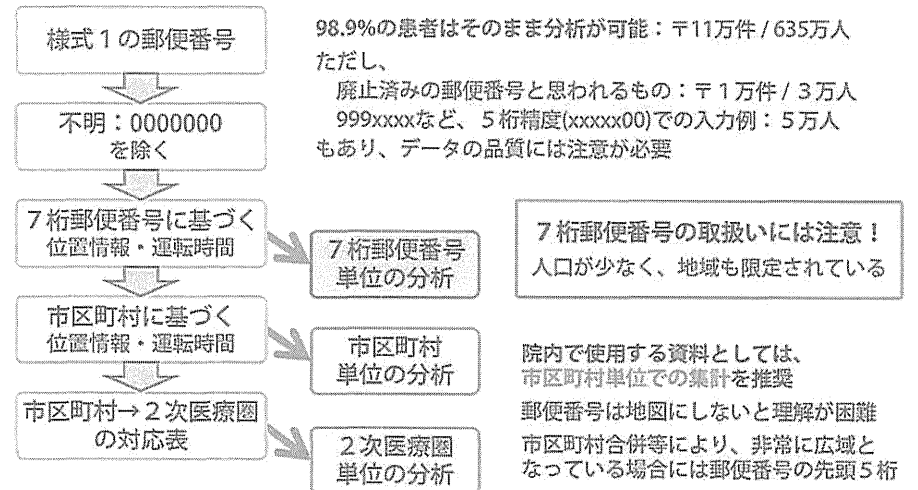 様式１の郵便番号
不明：0000000
を除く
７桁郵便番号に基づく
位置情報・運転時間
市区町村に基づく
位置情報・運転時間
市区町村→２次医療圏
の対応表
７桁郵便番号
単位の分析
市区町村
単位の分析
２次医療圏
単位の分析
98.9%の患者はそのまま分析が可能：〒11万件 / 635万人
ただし、
廃止済みの郵便番号と思われるもの：〒１万件 / ３万人
999xxxxなど、５桁精度(xxxxx00)での入力例：５万人
もあり、データの品質には注意が必要
７桁郵便番号の取扱いには注意！
人口が少なく、地域も限定されている
院内で使用する資料としては、
市区町村単位での集計を推奨
郵便番号は地図にしないと理解が困難
市区町村合併等により、非常に広域と
なっている場合には郵便番号の先頭５桁